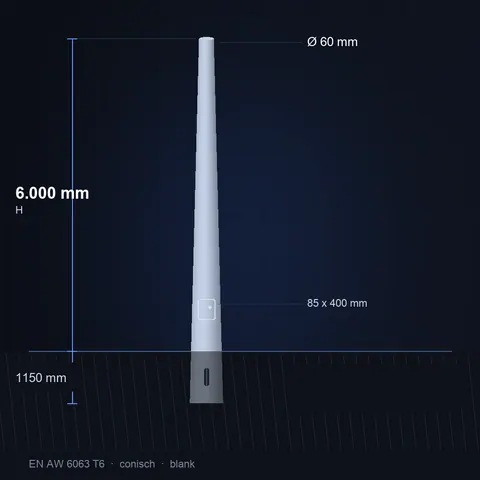 Ø 60 mm
6.000 mm
H
85 x 400 mm
1150 mm
EN AW 6063 T6 · conisch · blank